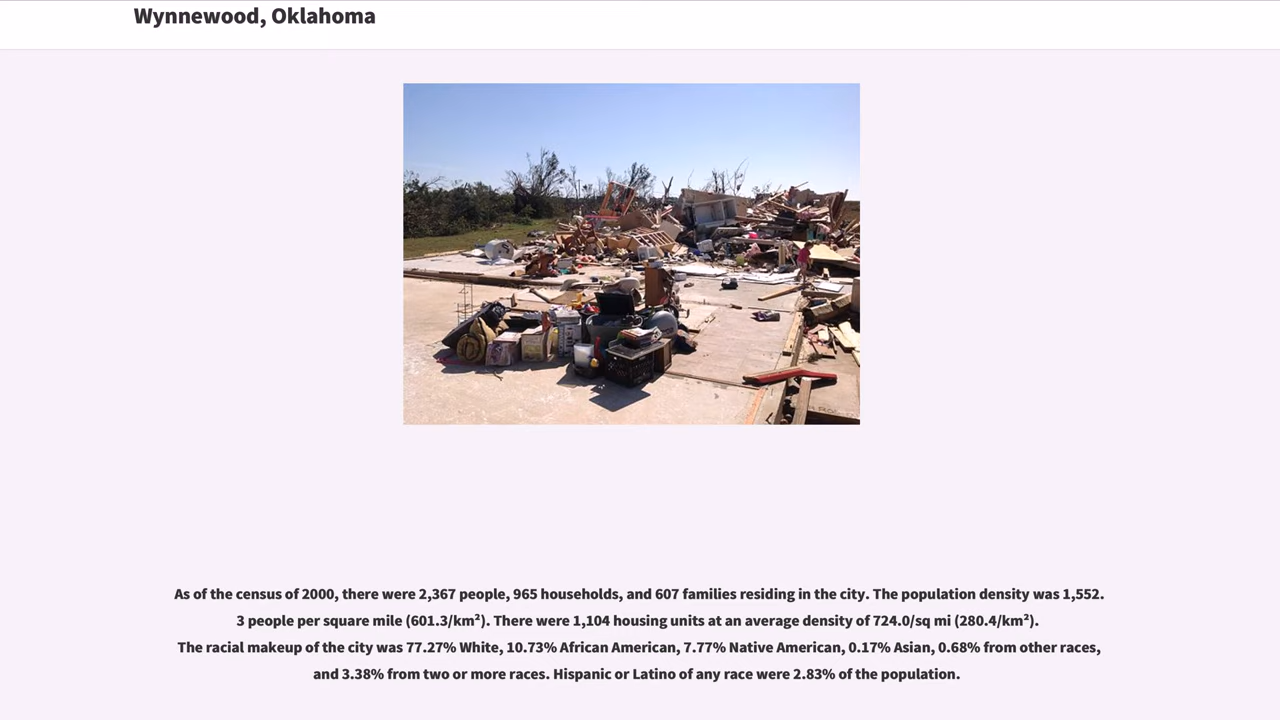 Wynnewood, Oklahoma
As of the census of 2000, there were 2,367 people, 965 households, and 607 families residing in the city. The population density was 1,552.
3 people per square mile (601.3/km²). There were 1,104 housing units at an average density of 724.0/sq mi (280.4/km²).
The racial makeup of the city was 77.27% White, 10.73% African American, 7.77% Native American, 0.17% Asian, 0.68% from other races,
and 3.38% from two or more races. Hispanic or Latino of any race were 2.83% of the population.